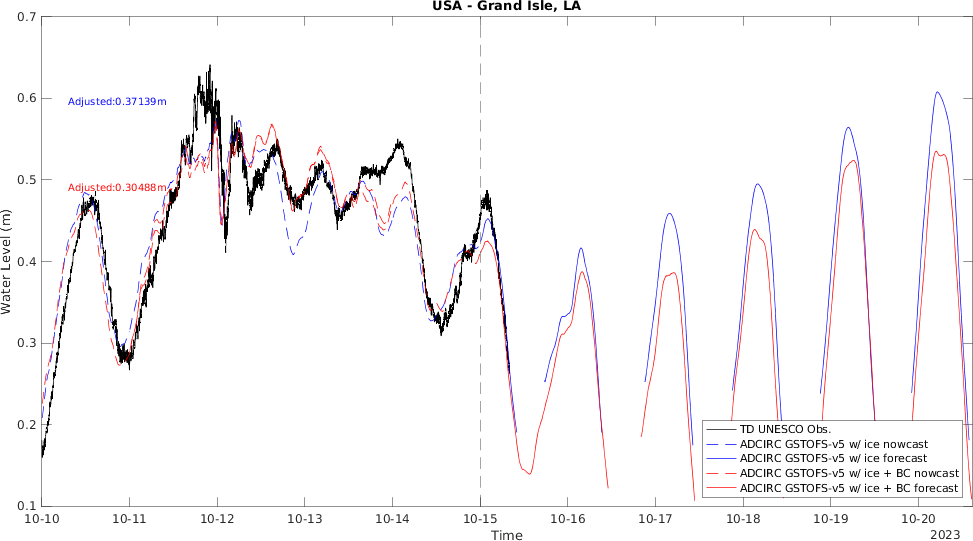 USA - Grand Isle, LA
0.7
0.6
0.5
0.4
0.3
0.2
0.1
Water Level (m)
Adjusted:0.37139m
Adjusted:0.30488m
TD UNESCO Obs.
ADCIRC GSTOFS-v5 w/ ice nowcast
ADCIRC GSTOFS-v5 w/ ice forecast
ADCIRC GSTOFS-v5 w/ ice + BC nowcast
ADCIRC GSTOFS-v5 w/ ice + BC forecast
10-10 10-11 10-12 10-13 10-14 10-15 10-16 10-17 10-18 10-19 10-20
Time
2023